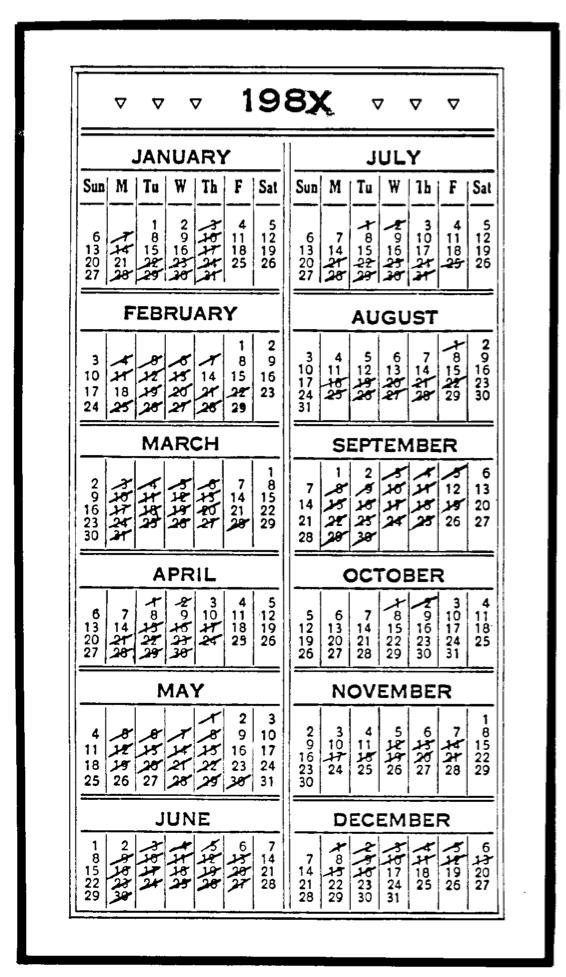 198X
JANUARY
Sun M Tu W Th F Sat
1 2 3 4 5
6 7 8 9 10 11 12
13 14 15 16 17 18 19
20 21 22 23 24 25 26
27 28 29 30 31
FEBRUARY
1 2
3 4 5 6 7 8 9
10 11 12 13 14 15 16
17 18 19 20 21 22 23
24 25 26 27 28 29
MARCH
1
2 3 4 5 6 7 8
9 10 11 12 13 14 15
16 17 18 19 20 21 22
23 24 25 26 27 28 29
30 31
APRIL
1 2 3 4 5
6 7 8 9 10 11 12
13 14 15 16 17 18 19
20 21 22 23 24 25 26
27 28 29 30
MAY
1 2 3
4 5 6 7 8 9 10
11 12 13 14 15 16 17
18 19 20 21 22 23 24
25 26 27 28 29 30 31
JUNE
1 2 3 4 5 6 7
8 9 10 11 12 13 14
15 16 17 18 19 20 21
22 23 24 25 26 27 28
29 30
JULY
Sun M Tu W Th F Sat
1 2 3 4 5
6 7 8 9 10 11 12
13 14 15 16 17 18 19
20 21 22 23 24 25 26
27 28 29 30 31
AUGUST
1 2
3 4 5 6 7 8 9
10 11 12 13 14 15 16
17 18 19 20 21 22 23
24 25 26 27 28 29 30
31
SEPTEMBER
1 2 3 4 5 6
7 8 9 10 11 12 13
14 15 16 17 18 19 20
21 22 23 24 25 26 27
28 29 30
OCTOBER
1 2 3 4
5 6 7 8 9 10 11
12 13 14 15 16 17 18
19 20 21 22 23 24 25
26 27 28 29 30 31
NOVEMBER
1
2 3 4 5 6 7 8
9 10 11 12 13 14 15
16 17 18 19 20 21 22
23 24 25 26 27 28 29
30
DECEMBER
1 2 3 4 5 6
7 8 9 10 11 12 13
14 15 16 17 18 19 20
21 22 23 24 25 26 27
28 29 30 31